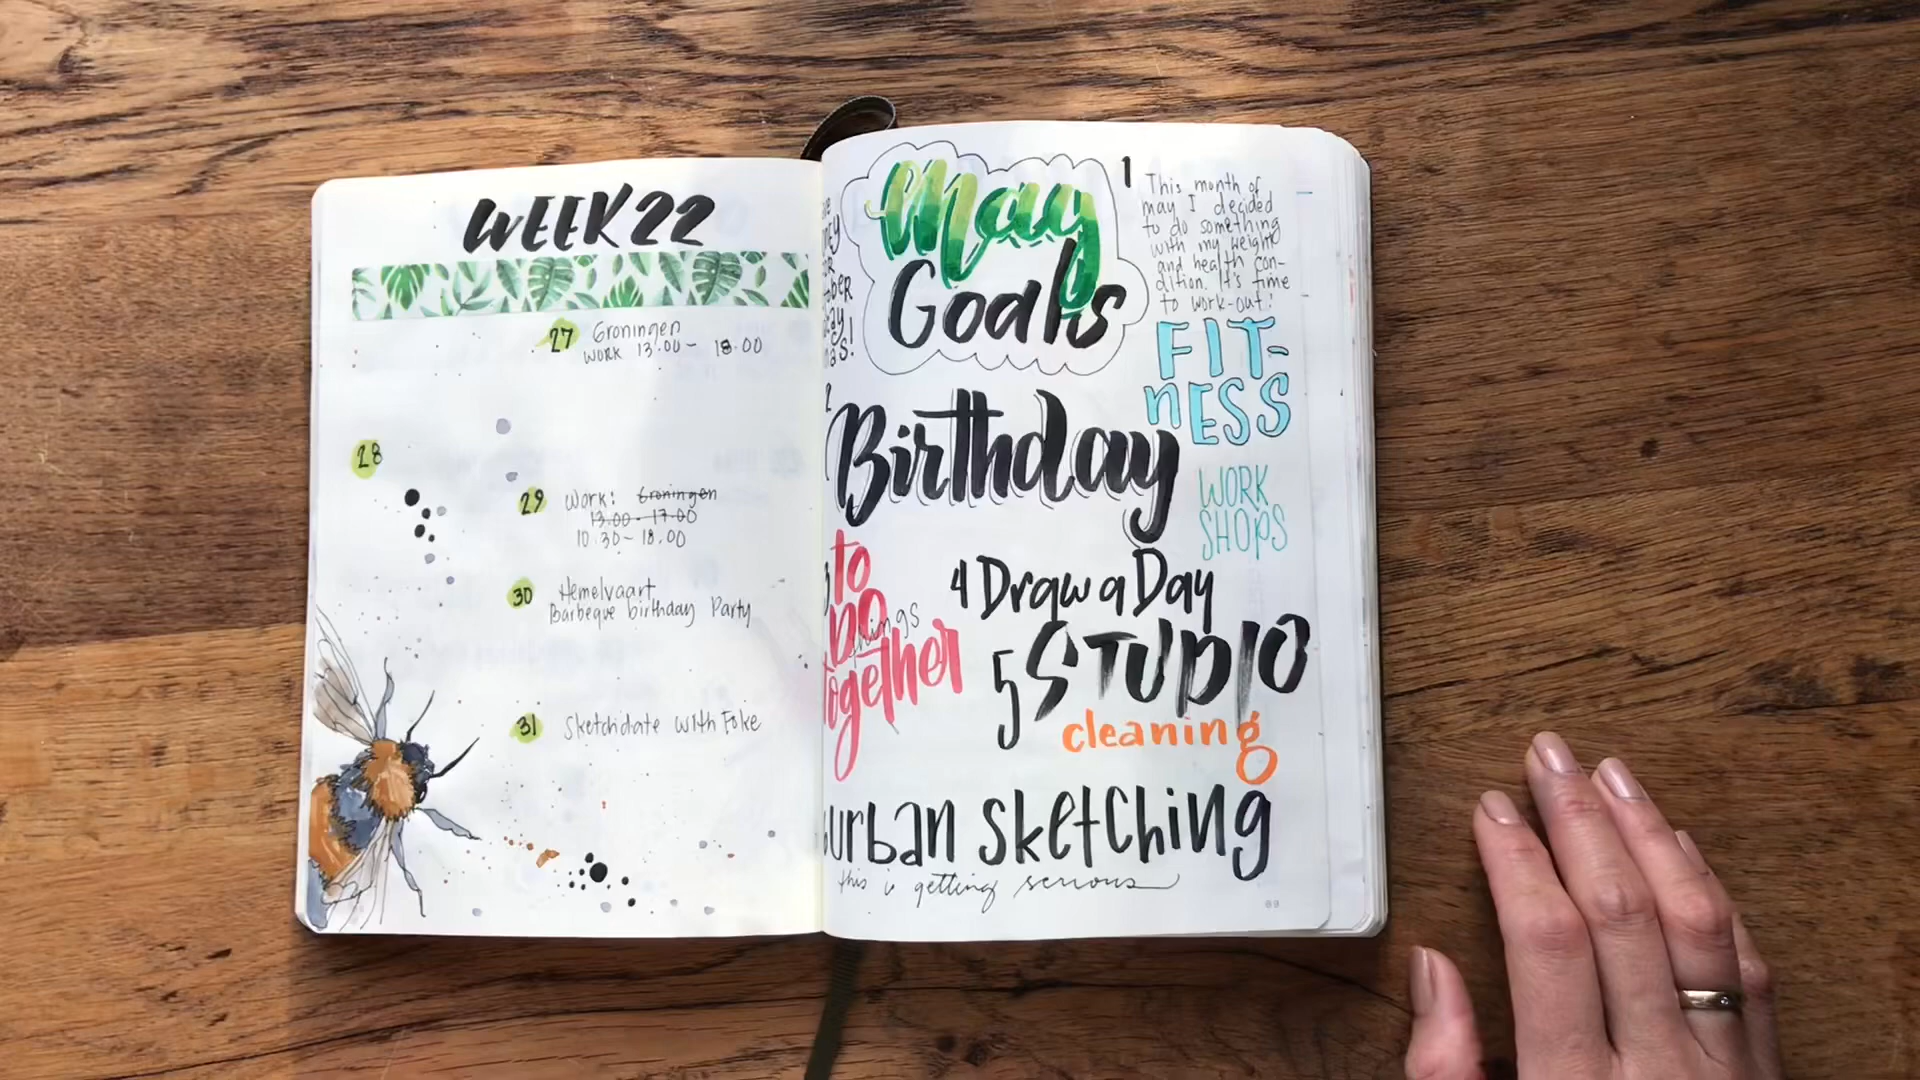 WEEK 22
27 Groningen
WORK 13.00 - 18.00
28
29 Work: Groningen
13.00 - 17.00
10.30 - 18.00
30 Hemelvaart
Barbeque birthday Party
31 Sketchdate with Foke
May
Goals
1
This month of
may I decided
to do something
with my weight
and health con-
dition. It's time
to work-out!
FIT-
NESS
Birthday
WORK
SHOPS
to
DO
things
together
4 Draw a Day
5 STUDIO
cleaning
urban sketching
this is getting serious